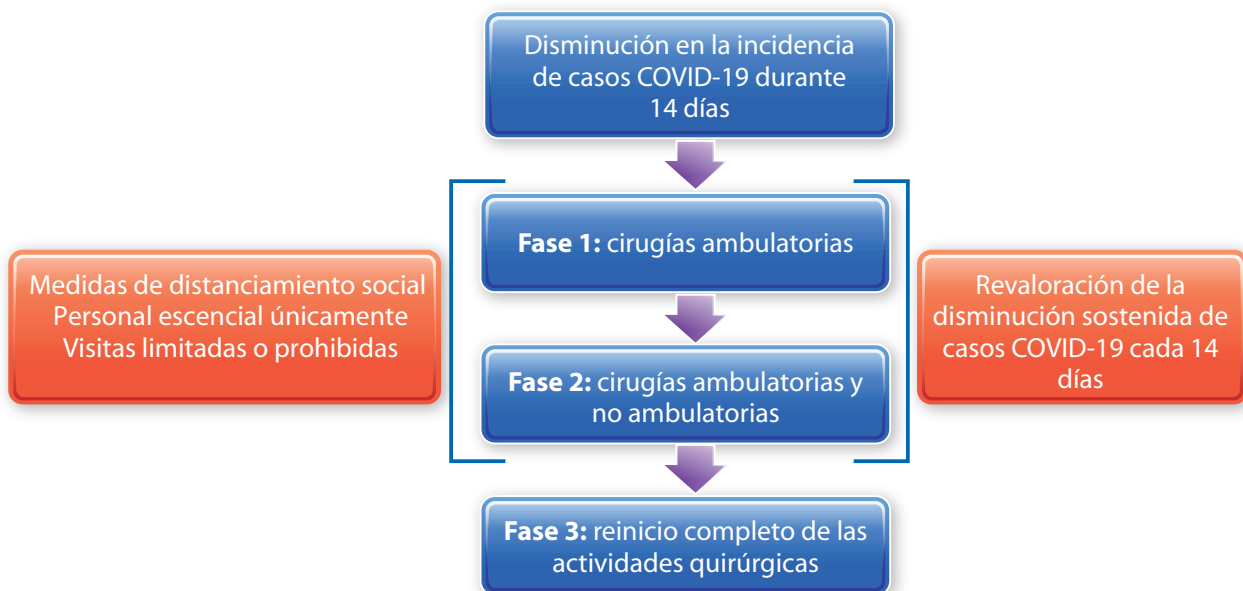 Disminución en la incidencia
de casos COVID-19 durante
14 días
Fase 1: cirugías ambulatorias
Medidas de distanciamiento social
Personal escencial únicamente
Visitas limitadas o prohibidas
Revaloración de la
disminución sostenida de
casos COVID-19 cada 14
días
Fase 2: cirugías ambulatorias y
no ambulatorias
Fase 3: reinicio completo de las
actividades quirúrgicas